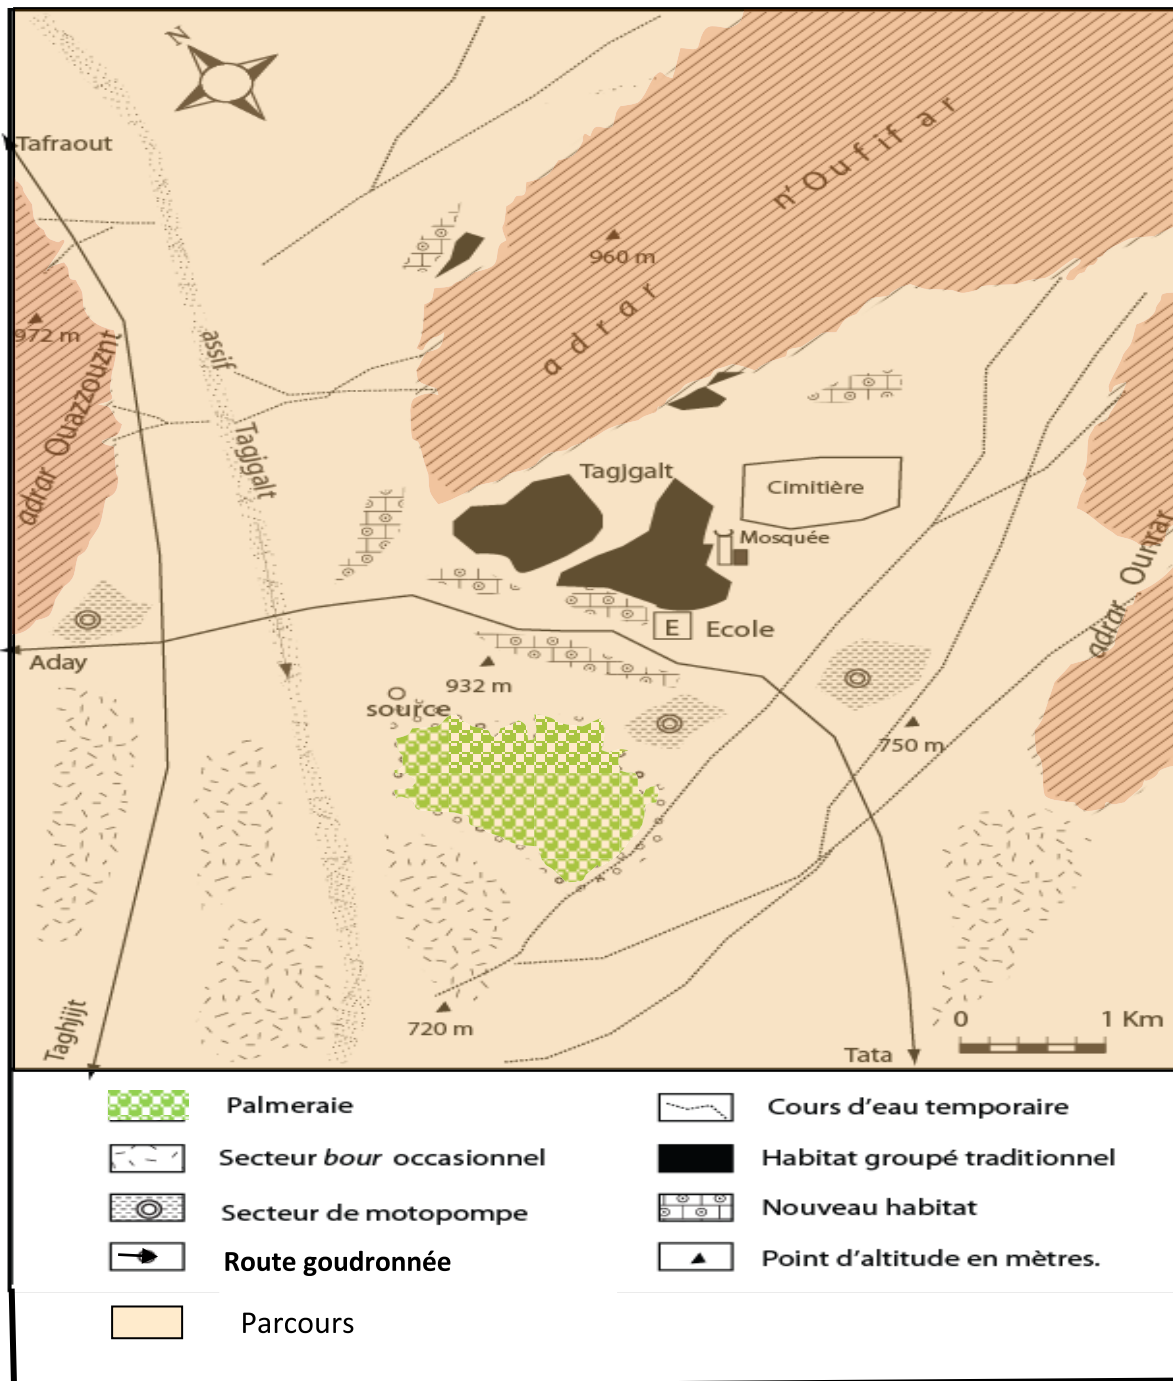 N
Tafraout
n'Oufifar
960 m
adrar
972 m
assif
adrar Ouazzouznt
Tagjgalt
Tagjgalt
Cimitière
Mosquée
adrar Ounrar
E Ecole
Aday
932 m
source
750 m
Taghjijt
720 m
0 1 Km
Tata
Palmeraie
Cours d'eau temporaire
Secteur bour occasionnel
Habitat groupé traditionnel
Secteur de motopompe
Nouveau habitat
Route goudronnée
Point d'altitude en mètres.
Parcours